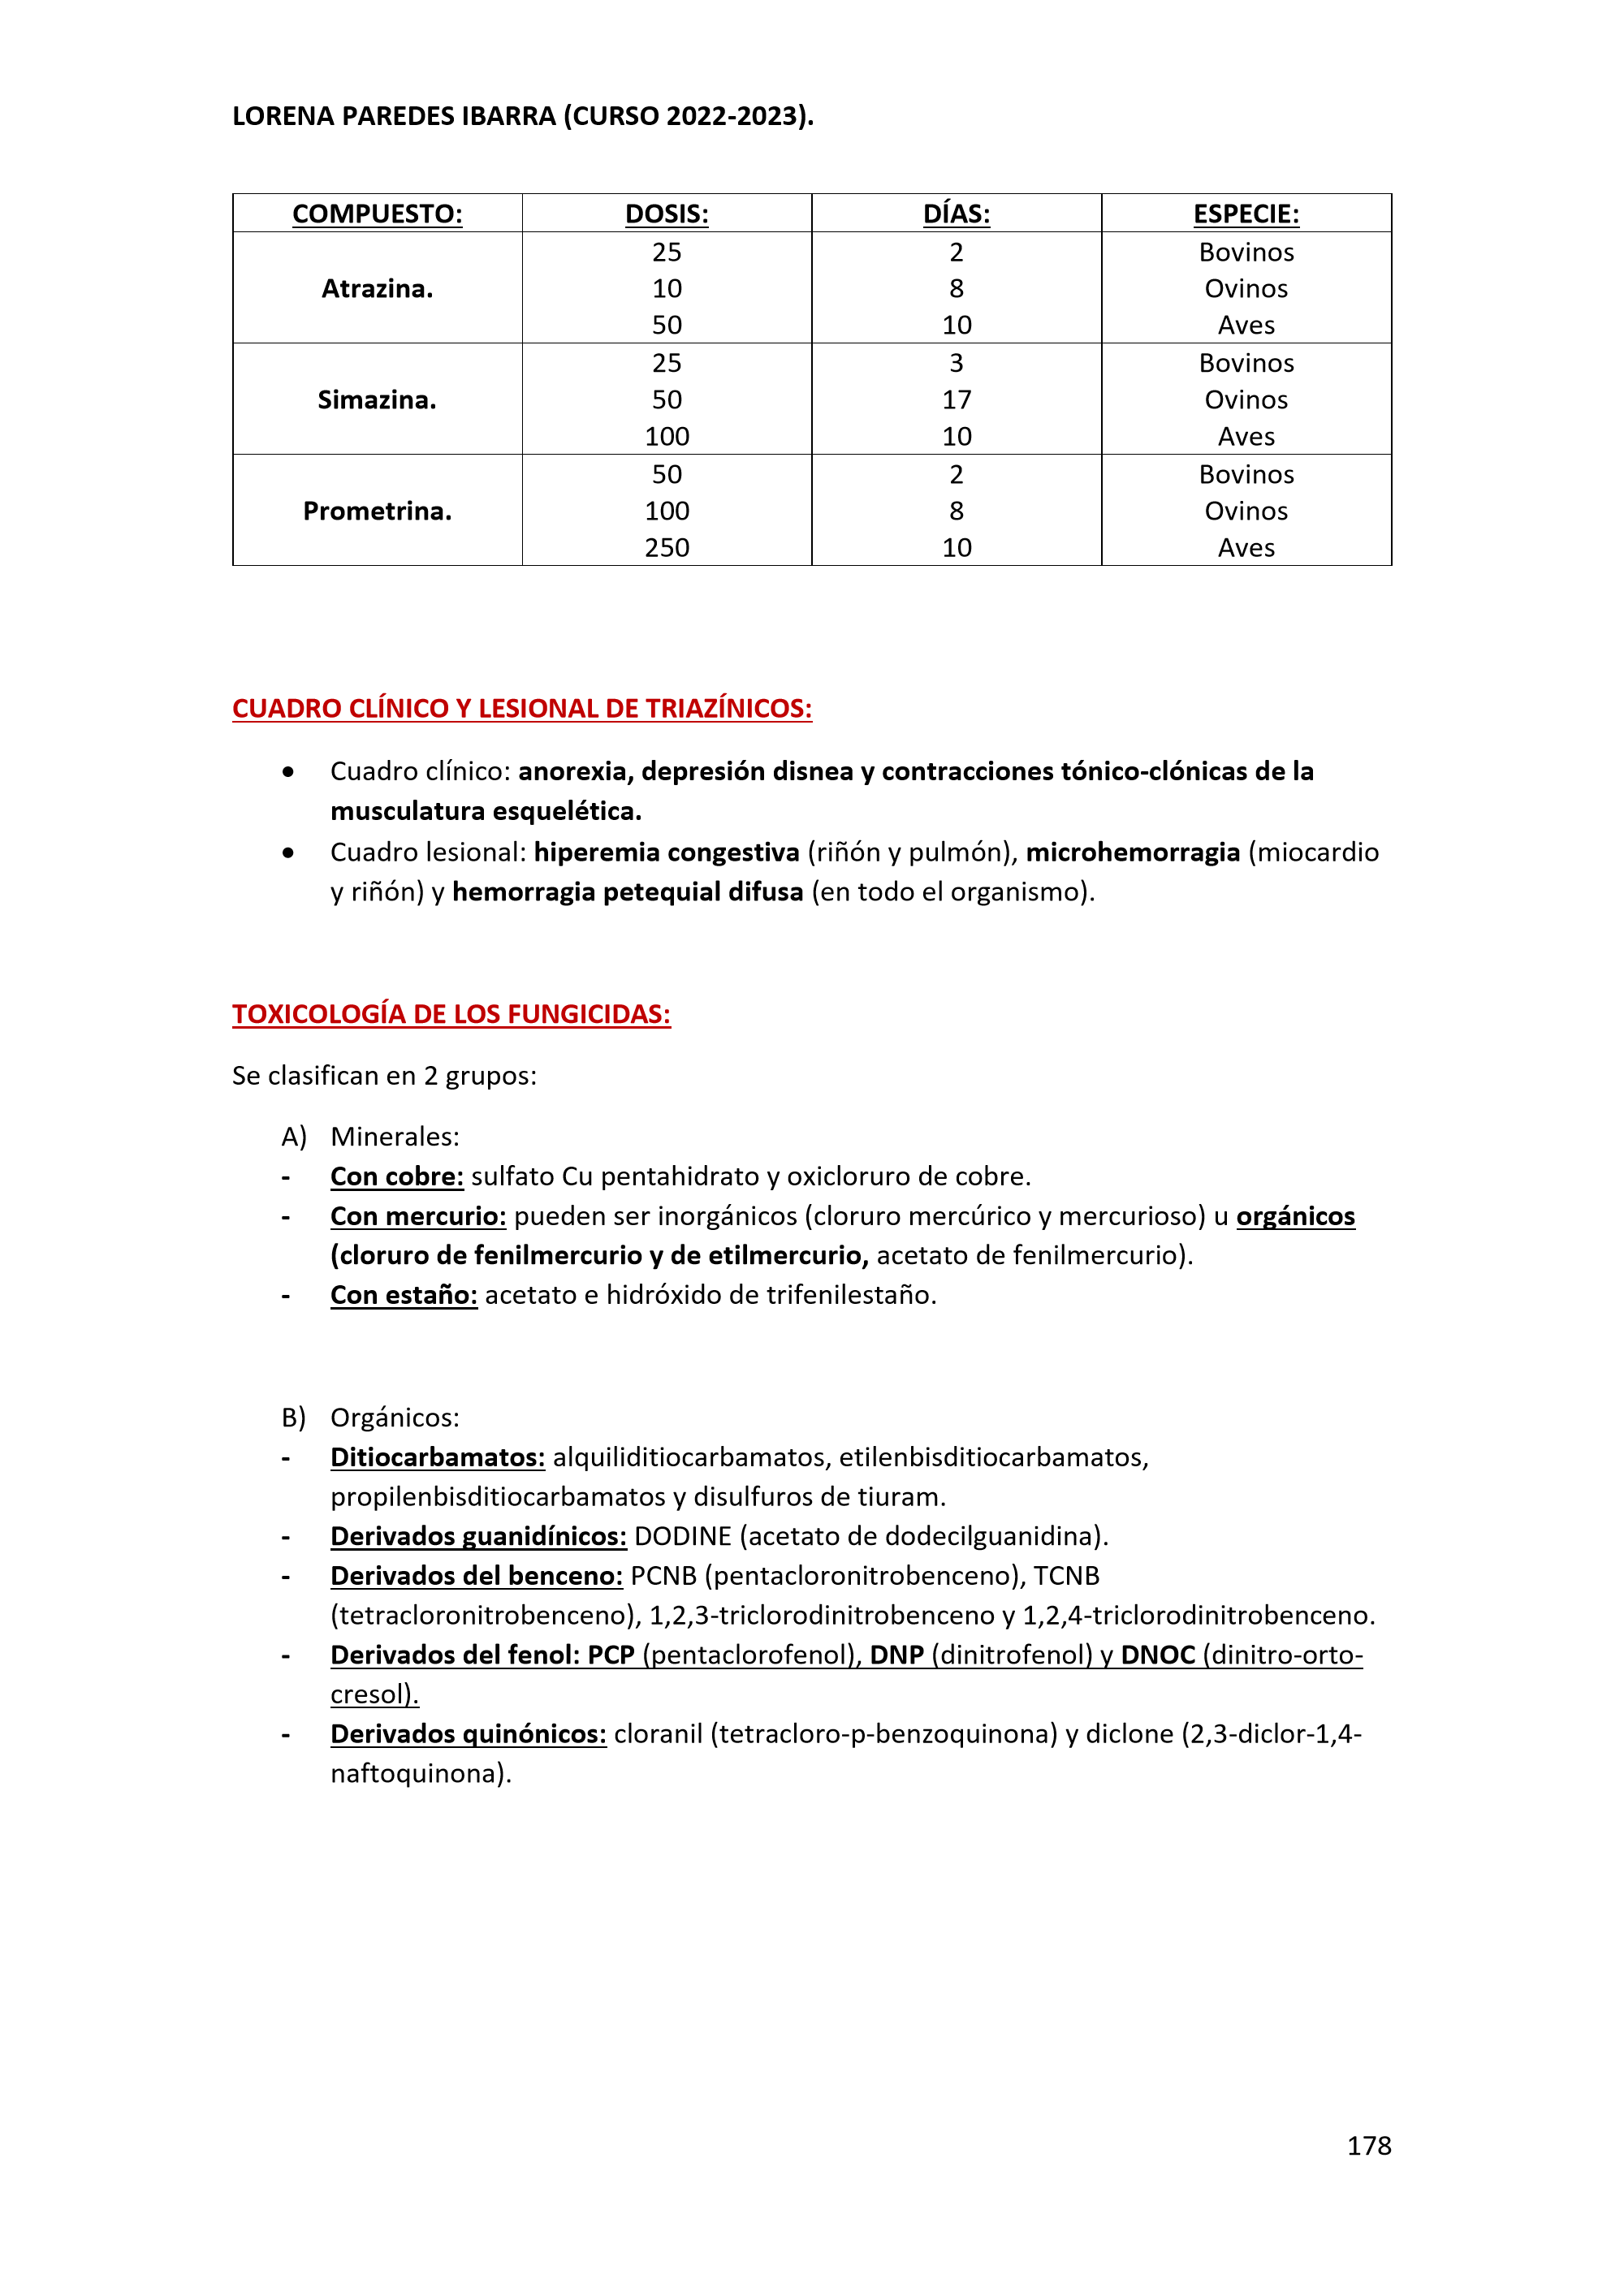 LORENA PAREDES IBARRA (CURSO 2022-2023).
COMPUESTO: DOSIS: DÍAS: ESPECIE:
25 2 Bovinos
Atrazina. 10 8 Ovinos
50 10 Aves
25 3 Bovinos
Simazina. 50 17 Ovinos
100 10 Aves
50 2 Bovinos
Prometrina. 100 8 Ovinos
250 10 Aves
CUADRO CLÍNICO Y LESIONAL DE TRIAZÍNICOS:
• Cuadro clínico: anorexia, depresión disnea y contracciones tónico-clónicas de la
musculatura esquelética.
• Cuadro lesional: hiperemia congestiva (riñón y pulmón), microhemorragia (miocardio
y riñón) y hemorragia petequial difusa (en todo el organismo).
TOXICOLOGÍA DE LOS FUNGICIDAS:
Se clasifican en 2 grupos:
A) Minerales:
- Con cobre: sulfato Cu pentahidrato y oxicloruro de cobre.
- Con mercurio: pueden ser inorgánicos (cloruro mercúrico y mercurioso) u orgánicos
(cloruro de fenilmercurio y de etilmercurio, acetato de fenilmercurio).
- Con estaño: acetato e hidróxido de trifenilestaño.
B) Orgánicos:
- Ditiocarbamatos: alquiliditiocarbamatos, etilenbisditiocarbamatos,
propilenbisditiocarbamatos y disulfuros de tiuram.
- Derivados guanidínicos: DODINE (acetato de dodecilguanidina).
- Derivados del benceno: PCNB (pentacloronitrobenceno), TCNB
(tetracloronitrobenceno), 1,2,3-triclorodinitrobenceno y 1,2,4-triclorodinitrobenceno.
- Derivados del fenol: PCP (pentaclorofenol), DNP (dinitrofenol) y DNOC (dinitro-orto-
cresol).
- Derivados quinónicos: cloranil (tetracloro-p-benzoquinona) y diclone (2,3-diclor-1,4-
naftoquinona).
178